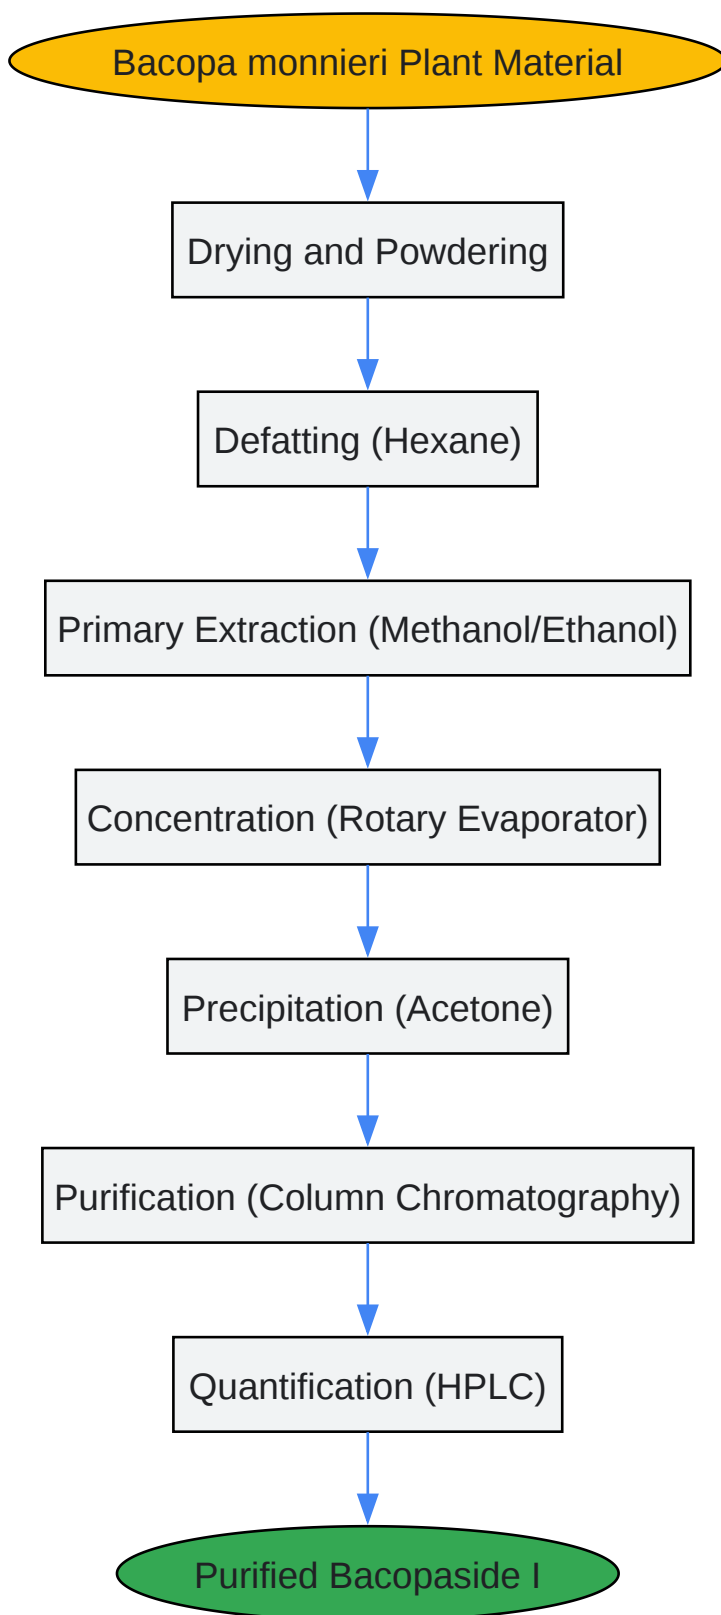 Bacopa monnieri Plant Material
Drying and Powdering
Defatting (Hexane)
Primary Extraction (Methanol/Ethanol)
Concentration (Rotary Evaporator)
Precipitation (Acetone)
Purification (Column Chromatography)
Quantification (HPLC)
Purified Bacopaside I